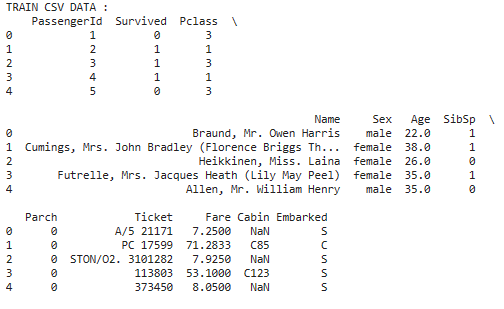 TRAIN CSV DATA :
PassengerId Survived Pclass \
0 1 0 3
1 2 1 1
2 3 1 3
3 4 1 1
4 5 0 3
Name Sex Age SibSp \
0 Braund, Mr. Owen Harris male 22.0 1
1 Cumings, Mrs. John Bradley (Florence Briggs Th... female 38.0 1
2 Heikkinen, Miss. Laina female 26.0 0
3 Futrelle, Mrs. Jacques Heath (Lily May Peel) female 35.0 1
4 Allen, Mr. William Henry male 35.0 0
Parch Ticket Fare Cabin Embarked
0 0 A/5 21171 7.2500 NaN S
1 0 PC 17599 71.2833 C85 C
2 0 STON/O2. 3101282 7.9250 NaN S
3 0 113803 53.1000 C123 S
4 0 373450 8.0500 NaN S